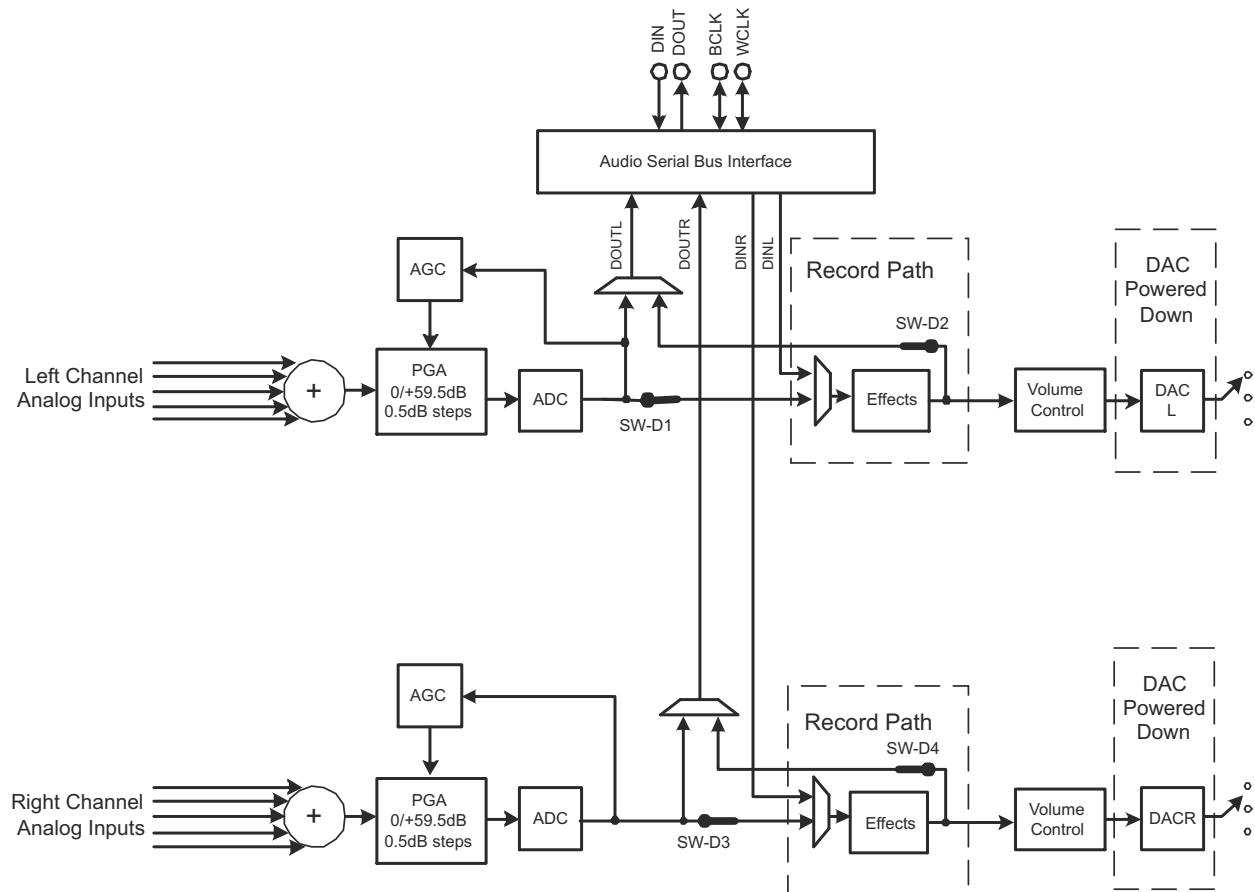 DIN
DOUT
BCLK
WCLK
Audio Serial Bus Interface
DOUTL
DOUTR
DINR
DINL
Record Path
DAC
Powered
Down
AGC
SW-D2
Left Channel
Analog Inputs
+
PGA
0/+59.5dB
0.5dB steps
ADC
SW-D1
Effects
Volume
Control
DAC
L
Record Path
DAC
Powered
Down
AGC
SW-D4
Right Channel
Analog Inputs
+
PGA
0/+59.5dB
0.5dB steps
ADC
SW-D3
Effects
Volume
Control
DACR